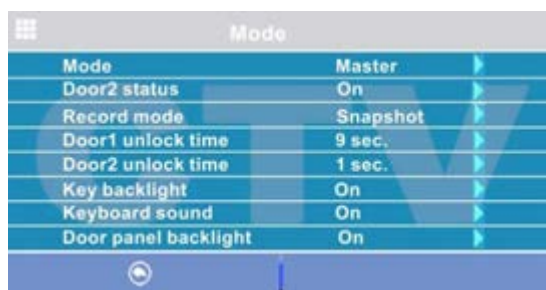 Mode
Mode Master
Door2 status On
Record mode Snapshot
Door1 unlock time 9 sec.
Door2 unlock time 1 sec.
Key backlight On
Keyboard sound On
Door panel backlight On
CTV